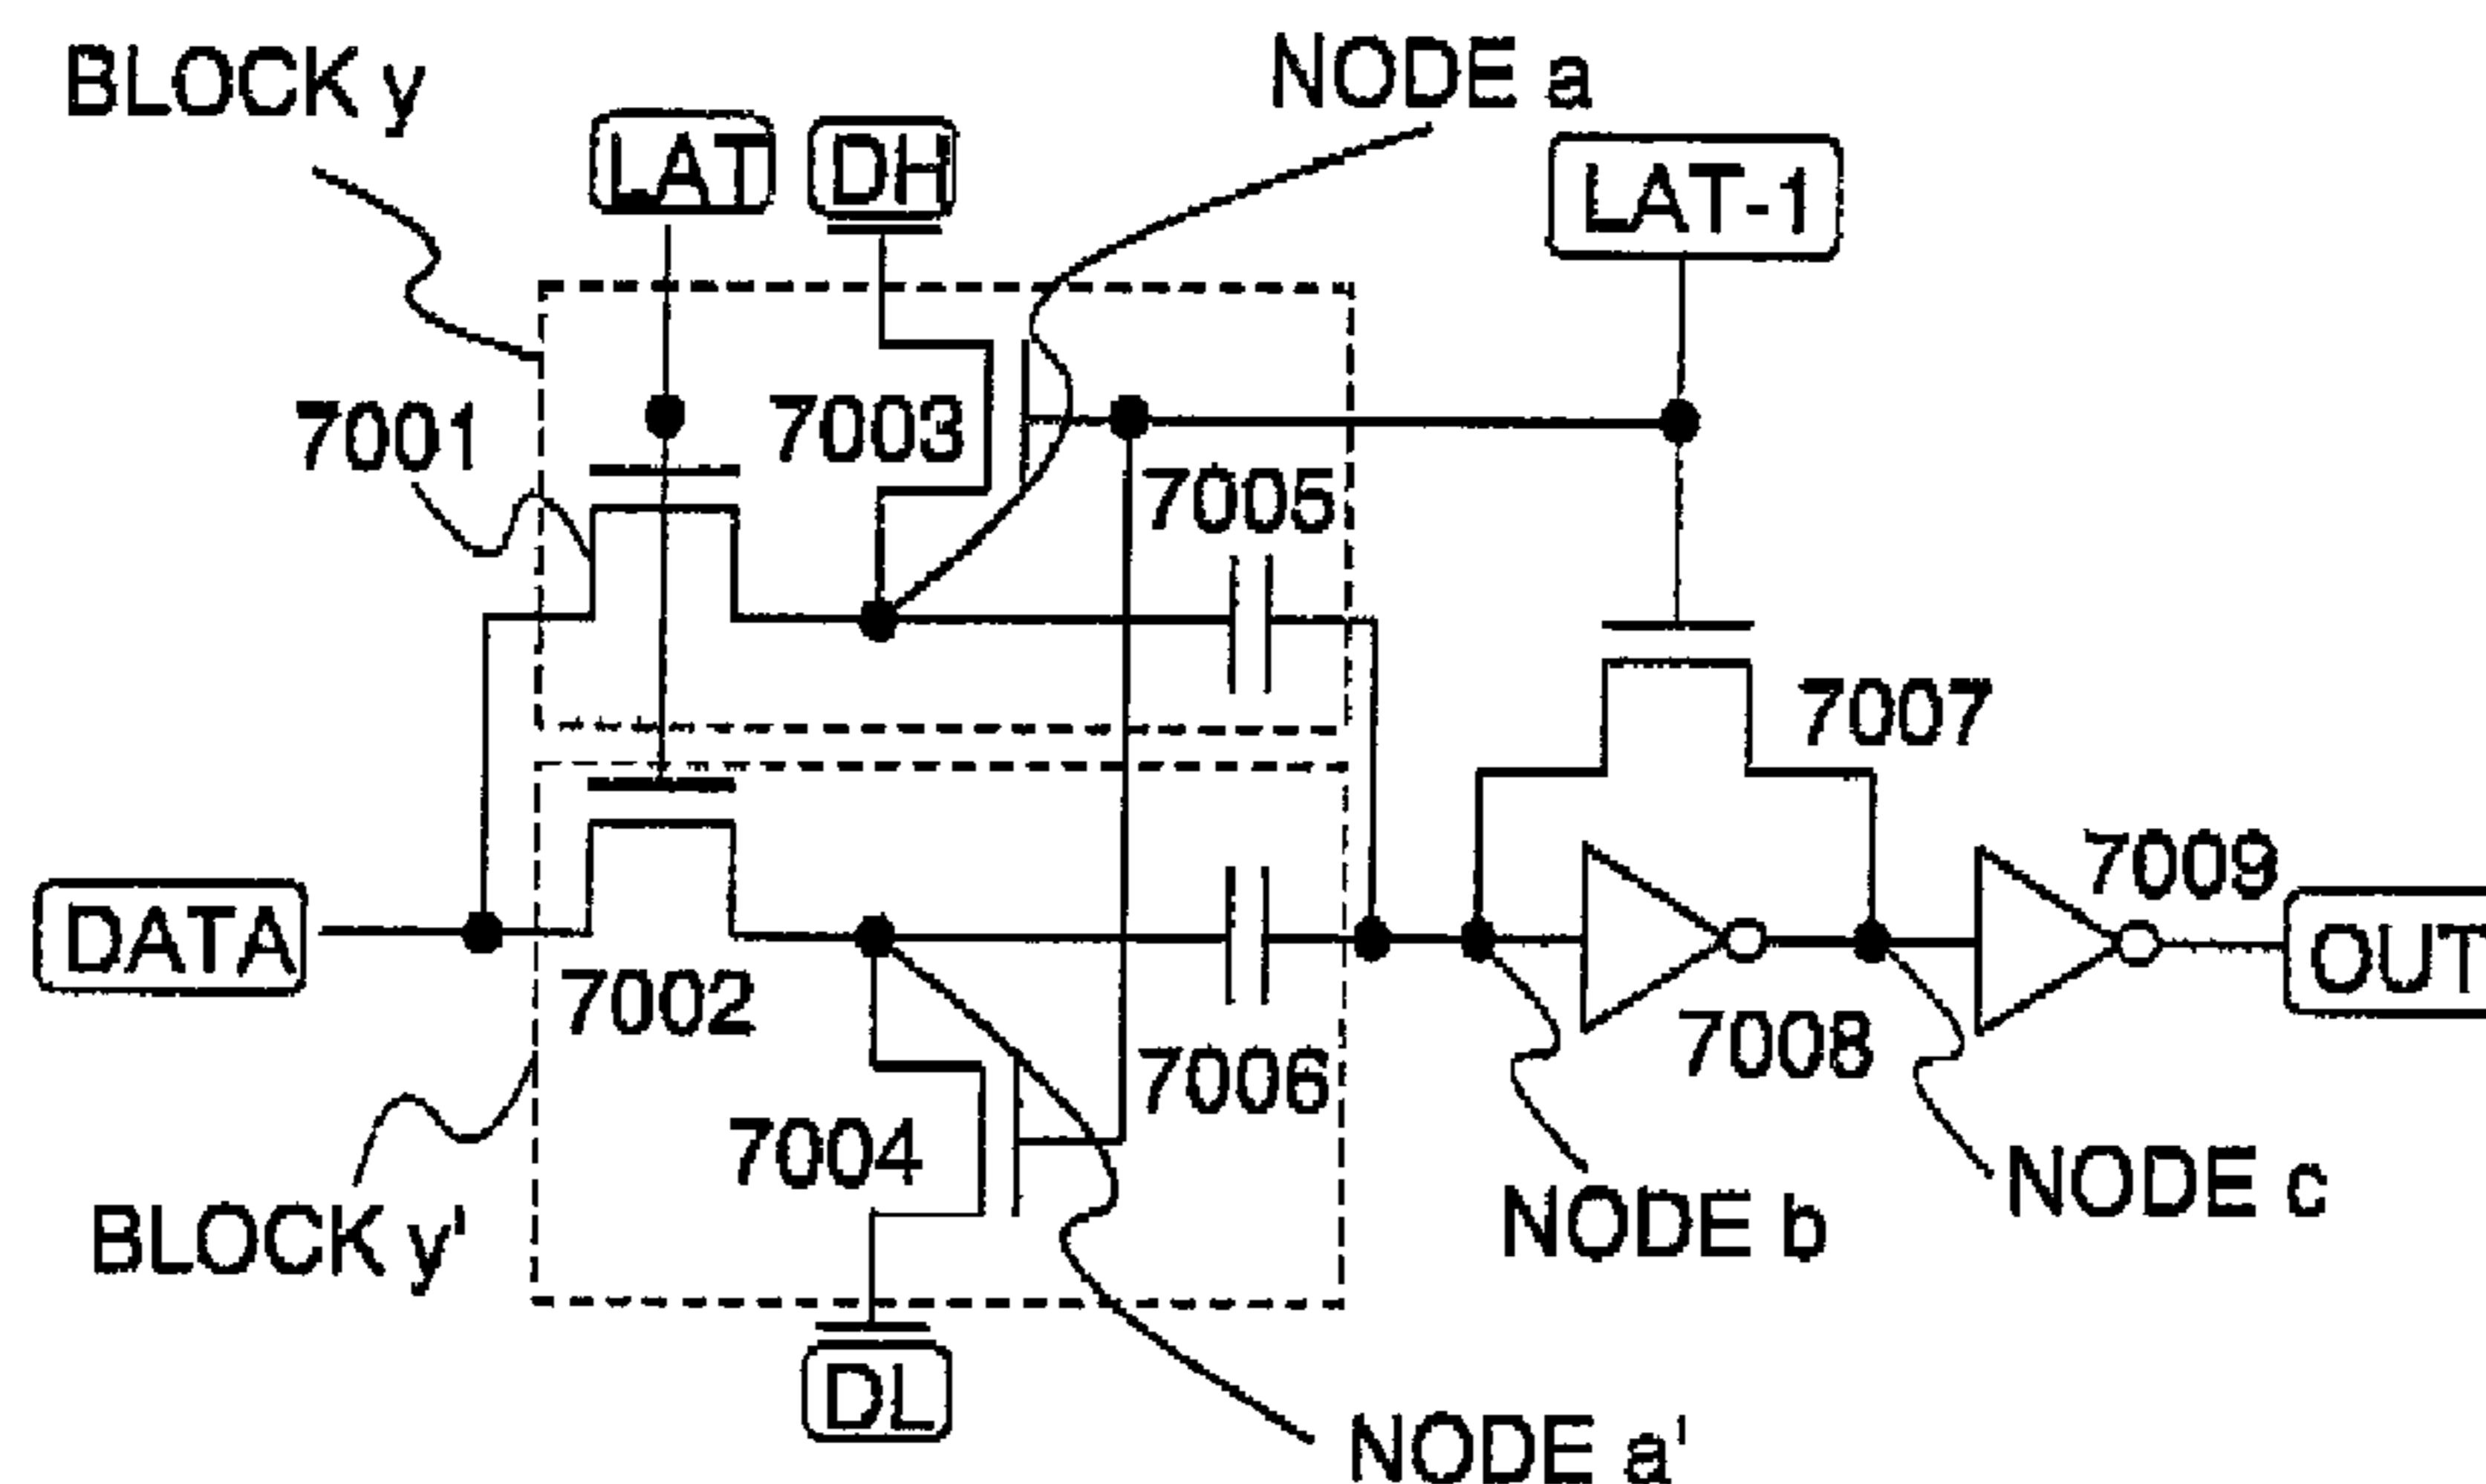 BLOCK y
NODE a
LAT
DH
LAT-1
7001
7003
7005
7007
7009
DATA
OUT
7002
7008
7006
7004
NODE c
NODE b
BLOCK y'
DL
NODE a'